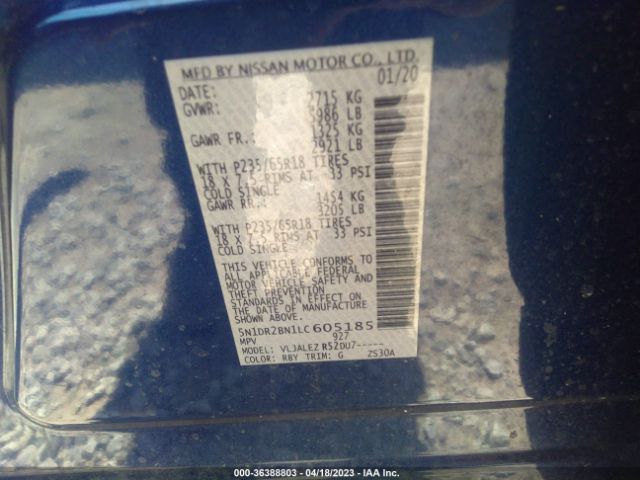 MFD BY NISSAN MOTOR CO., LTD.
DATE: 01/20
GVWR: 2715 KG
5986 LB
GAWR FR.: 1325 KG
2921 LB
WITH P235/65R18 TIRES
18 X 7.5 RIMS AT 33 PSI
COLD SINGLE
GAWR RR.: 1454 KG
3205 LB
WITH P235/65R18 TIRES
18 X 7.5 RIMS AT 33 PSI
COLD SINGLE
THIS VEHICLE CONFORMS TO
ALL APPLICABLE FEDERAL
MOTOR VEHICLE SAFETY AND
THEFT PREVENTION
STANDARDS IN EFFECT ON
THE DATE OF MANUFACTURE
SHOWN ABOVE.
5N1DR2BN1LC605185
MPV 927
MODEL: VLJALEZ R52DU7-----
COLOR: RBY TRIM: G ZS30A
000-36388803 - 04/18/2023 - IAA Inc.